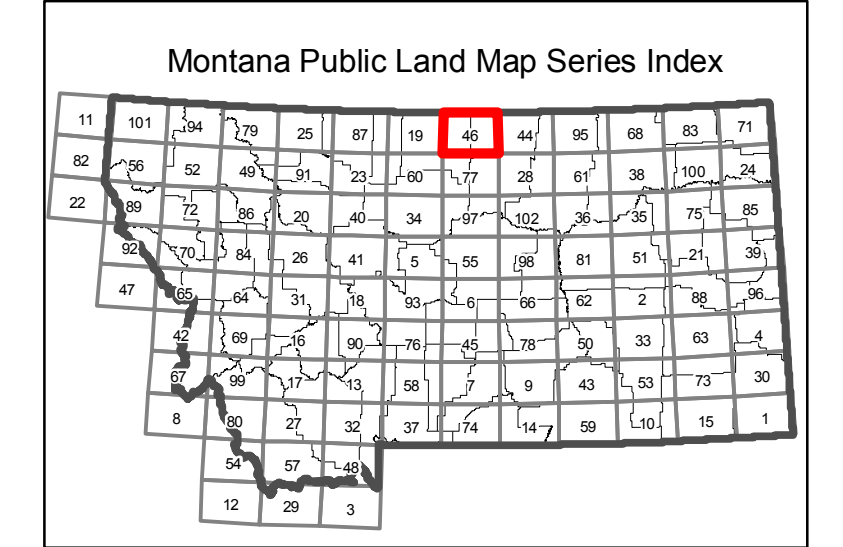 Montana Public Land Map Series Index
11 101 94 79 25 87 19 46 44 95 68 83 71
82 56 52 49 91 23 60 77 28 61 38 100 24
22 89 72 86 20 40 34 97 102 36 35 75 85
92 70 84 26 41 5 55 98 81 51 21 39
47 65 64 31 18 93 6 66 62 2 88 96
42 69 16 90 76 45 78 50 33 63 4
67 99 17 13 58 7 9 43 53 73 30
8 80 27 32 37 74 14 59 10 15 1
54 57 48
12 29 3